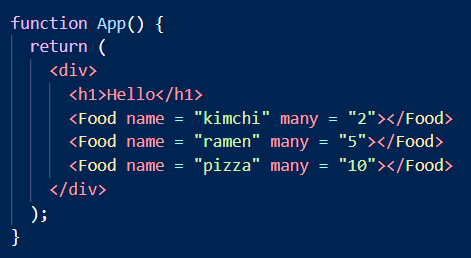 function App() {
return (
<div>
<h1>Hello</h1>
<Food name = "kimchi" many = "2"></Food>
<Food name = "ramen" many = "5"></Food>
<Food name = "pizza" many = "10"></Food>
</div>
);
}